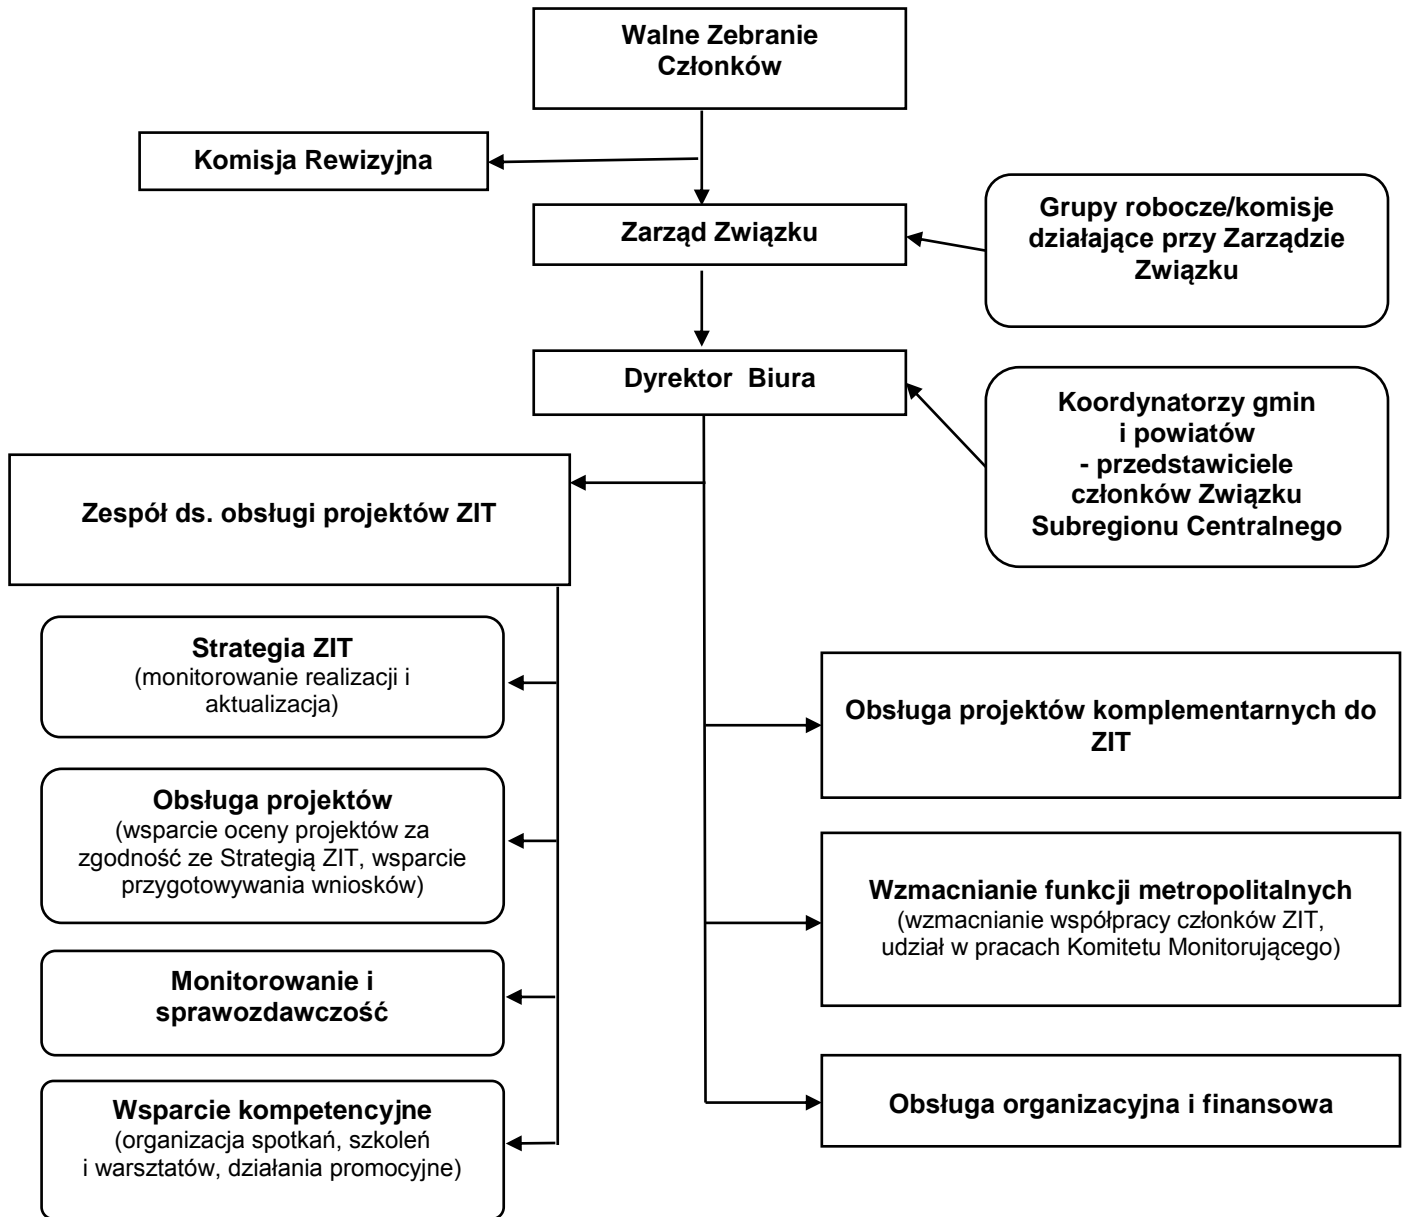 Walne Zebranie
Członków
Komisja Rewizyjna
Zarząd Związku
Grupy robocze/komisje
działające przy Zarządzie
Związku
Dyrektor Biura
Koordynatorzy gmin
i powiatów
- przedstawiciele
członków Związku
Subregionu Centralnego
Zespół ds. obsługi projektów ZIT
Strategia ZIT
(monitorowanie realizacji i
aktualizacja)
Obsługa projektów
(wsparcie oceny projektów za
zgodność ze Strategią ZIT, wsparcie
przygotowywania wniosków)
Monitorowanie i
sprawozdawczość
Wsparcie kompetencyjne
(organizacja spotkań, szkoleń
i warsztatów, działania promocyjne)
Obsługa projektów komplementarnych do
ZIT
Wzmacnianie funkcji metropolitalnych
(wzmacnianie współpracy członków ZIT,
udział w pracach Komitetu Monitorującego)
Obsługa organizacyjna i finansowa